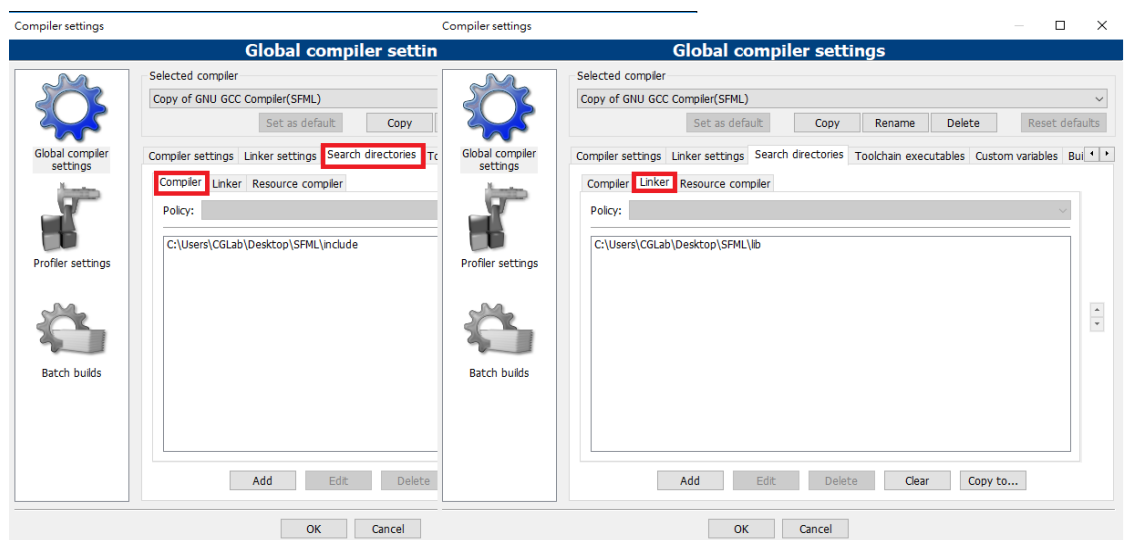 Compiler settings
Global compiler settin
Global compiler settings
Profiler settings
Batch builds
Selected compiler
Copy of GNU GCC Compiler(SFML)
Set as default Copy
Compiler settings Linker settings Search directories To
Compiler Linker Resource compiler
Policy:
C:\Users\CGLab\Desktop\SFML\include
Add Edit Delete
OK Cancel
Compiler settings
Global compiler settings
Global compiler settings
Profiler settings
Batch builds
Selected compiler
Copy of GNU GCC Compiler(SFML)
Set as default Copy Rename Delete Reset defaults
Compiler settings Linker settings Search directories Toolchain executables Custom variables Bui
Compiler Linker Resource compiler
Policy:
C:\Users\CGLab\Desktop\SFML\lib
Add Edit Delete Clear Copy to...
OK Cancel